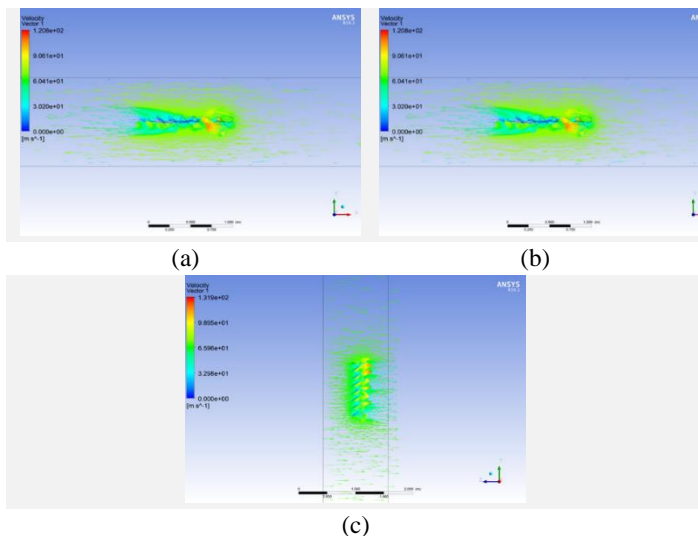 Velocity
Vector 1
1.208e+02
9.061e+01
6.041e+01
3.020e+01
0.000e+00
[m s^-1]
ANSYS
(a)
Velocity
Vector 1
1.208e+02
9.061e+01
6.041e+01
3.020e+01
0.000e+00
[m s^-1]
ANSYS
(b)
Velocity
Vector 1
1.319e+02
9.895e+01
6.596e+01
3.298e+01
0.000e+00
[m s^-1]
ANSYS
(c)